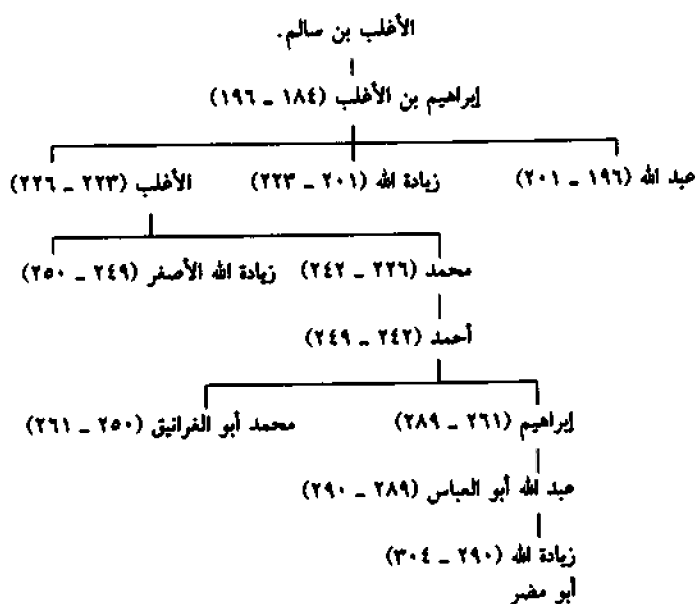 الأغلب بن سالم.
إبراهيم بن الأغلب (١٨٤ ـ ١٩٦)
عبد الله (١٩٦ ـ ٢٠١) زيادة الله (٢٠١ ـ ٢٢٣) الأغلب (٢٢٣ ـ ٢٢٦)
محمد (٢٢٦ ـ ٢٤٢) زيادة الله الأصغر (٢٤٩ ـ ٢٥٠)
أحمد (٢٤٢ ـ ٢٤٩)
إبراهيم (٢٦١ ـ ٢٨٩) محمد أبو الغرانيق (٢٥٠ ـ ٢٦١)
عبد الله أبو العباس (٢٨٩ ـ ٢٩٠)
زيادة الله (٢٩٠ ـ ٣٠٤)
أبو مضر